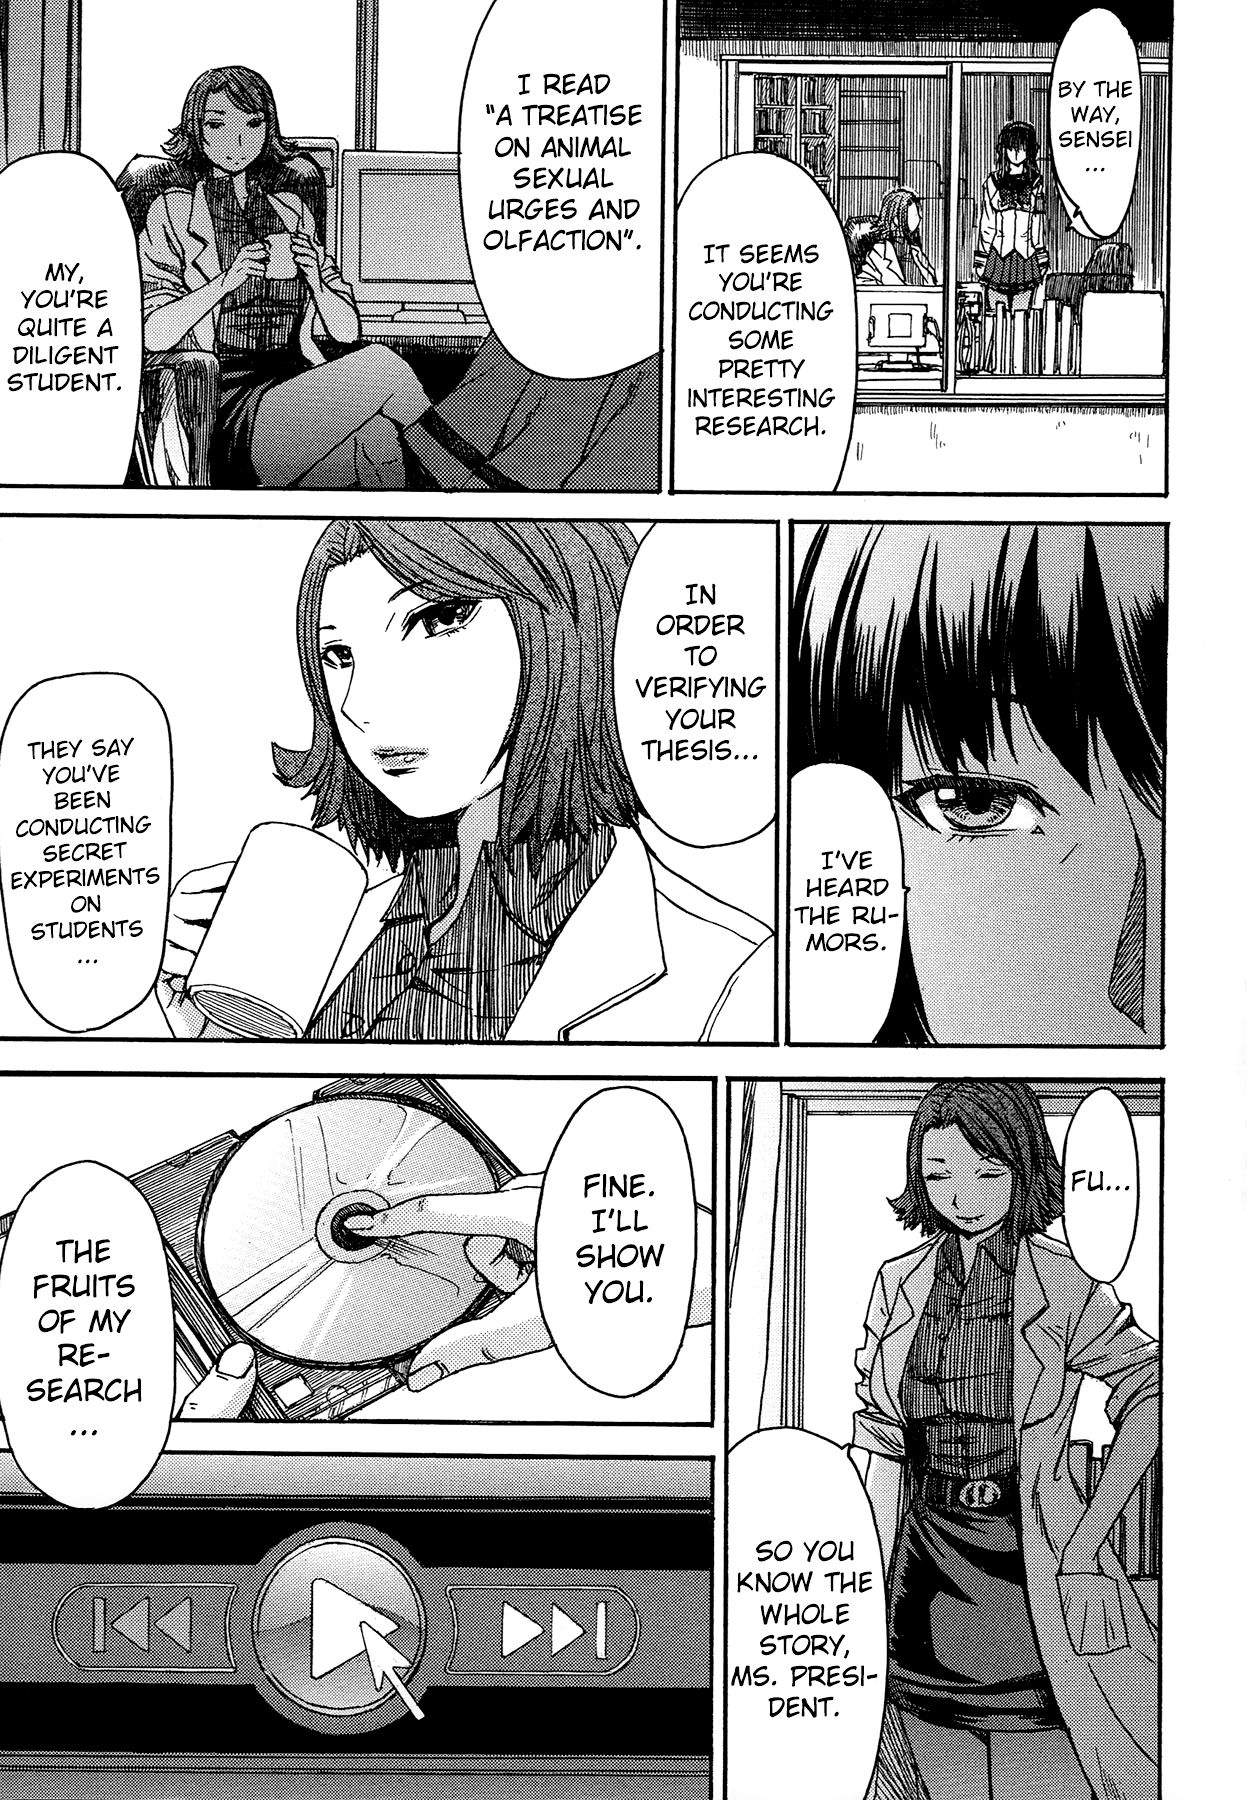 BY THE
WAY,
SENSEI
...
IT SEEMS
YOU'RE
CONDUCTING
SOME
PRETTY
INTERESTING
RESEARCH.
I READ
"A TREATISE
ON ANIMAL
SEXUAL
URGES AND
OLFACTION".
MY,
YOU'RE
QUITE A
DILIGENT
STUDENT.
I'VE
HEARD
THE RU-
MORS.
IN
ORDER
TO
VERIFYING
YOUR
THESIS...
THEY SAY
YOU'VE
BEEN
CONDUCTING
SECRET
EXPERIMENTS
ON
STUDENTS
...
FU...
SO YOU
KNOW THE
WHOLE
STORY,
MS. PRESI-
DENT.
FINE.
I'LL
SHOW
YOU.
THE
FRUITS
OF MY
RE-
SEARCH
...